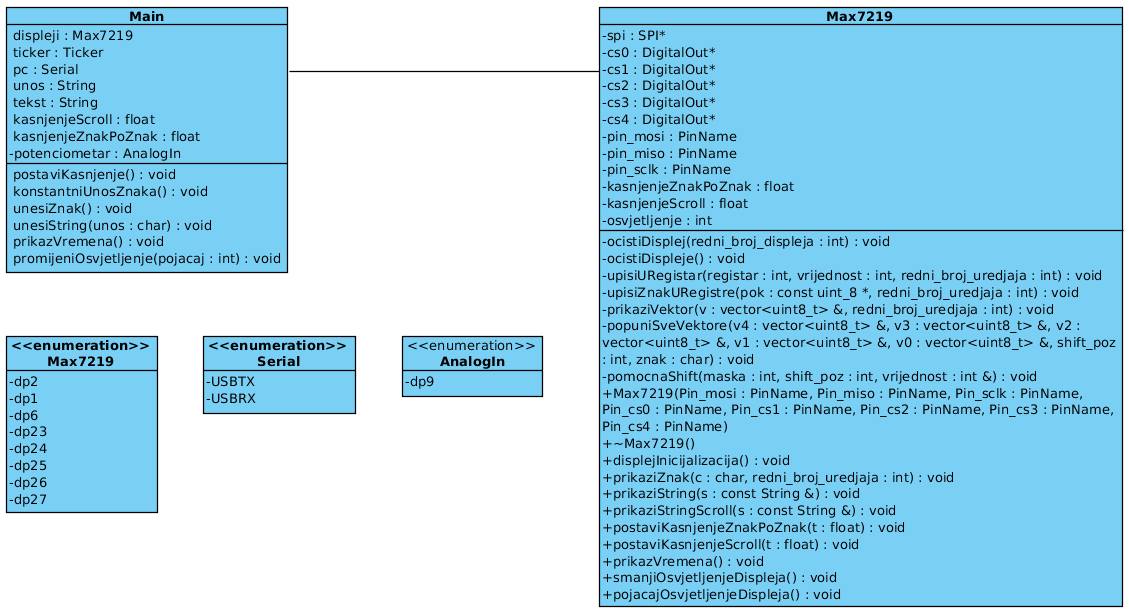 Main
displeji : Max7219
ticker : Ticker
pc : Serial
unos : String
tekst : String
kasnjenjeScroll : float
kasnjenjeZnakPoZnak : float
-potenciometar : AnalogIn
postaviKasnjenje() : void
konstantniUnosZnaka() : void
unesiZnak() : void
unesiString(unos : char) : void
prikazVremena() : void
promijeniOsvjetljenje(pojacaj : int) : void
Max7219
-spi : SPI*
-cs0 : DigitalOut*
-cs1 : DigitalOut*
-cs2 : DigitalOut*
-cs3 : DigitalOut*
-cs4 : DigitalOut*
-pin_mosi : PinName
-pin_miso : PinName
-pin_sclk : PinName
-kasnjenjeZnakPoZnak : float
-kasnjenjeScroll : float
-osvjetljenje : int
-ocistiDisplej(redni_broj_displeja : int) : void
-ocistiDispleje() : void
-upisiURegistar(registar : int, vrijednost : int, redni_broj_uredjaja : int) : void
-upisiZnakURegistre(pok : const uint_8 *, redni_broj_uredjaja : int) : void
-prikaziVektor(v : vector<uint8_t> &, redni_broj_uredjaja : int) : void
-popuniSveVektore(v4 : vector<uint8_t> &, v3 : vector<uint8_t> &, v2 :
vector<uint8_t> &, v1 : vector<uint8_t> &, v0 : vector<uint8_t> &, shift_poz
: int, znak : char) : void
-pomocnaShift(maska : int, shift_poz : int, vrijednost : int &) : void
+Max7219(Pin_mosi : PinName, Pin_miso : PinName, Pin_sclk : PinName,
Pin_cs0 : PinName, Pin_cs1 : PinName, Pin_cs2 : PinName, Pin_cs3 : PinName,
Pin_cs4 : PinName)
+~Max7219()
+displejInicijalizacija() : void
+prikaziZnak(c : char, redni_broj_uredjaja : int) : void
+prikaziString(s : const String &) : void
+prikaziStringScroll(s : const String &) : void
+postaviKasnjenjeZnakPoZnak(t : float) : void
+postaviKasnjenjeScroll(t : float) : void
+prikazVremena() : void
+smanjiOsvjetljenjeDispleja() : void
+pojacajOsvjetljenjeDispleja() : void
<<enumeration>>
Max7219
-dp2
-dp1
-dp6
-dp23
-dp24
-dp25
-dp26
-dp27
<<enumeration>>
Serial
-USBTX
-USBRX
<<enumeration>>
AnalogIn
-dp9